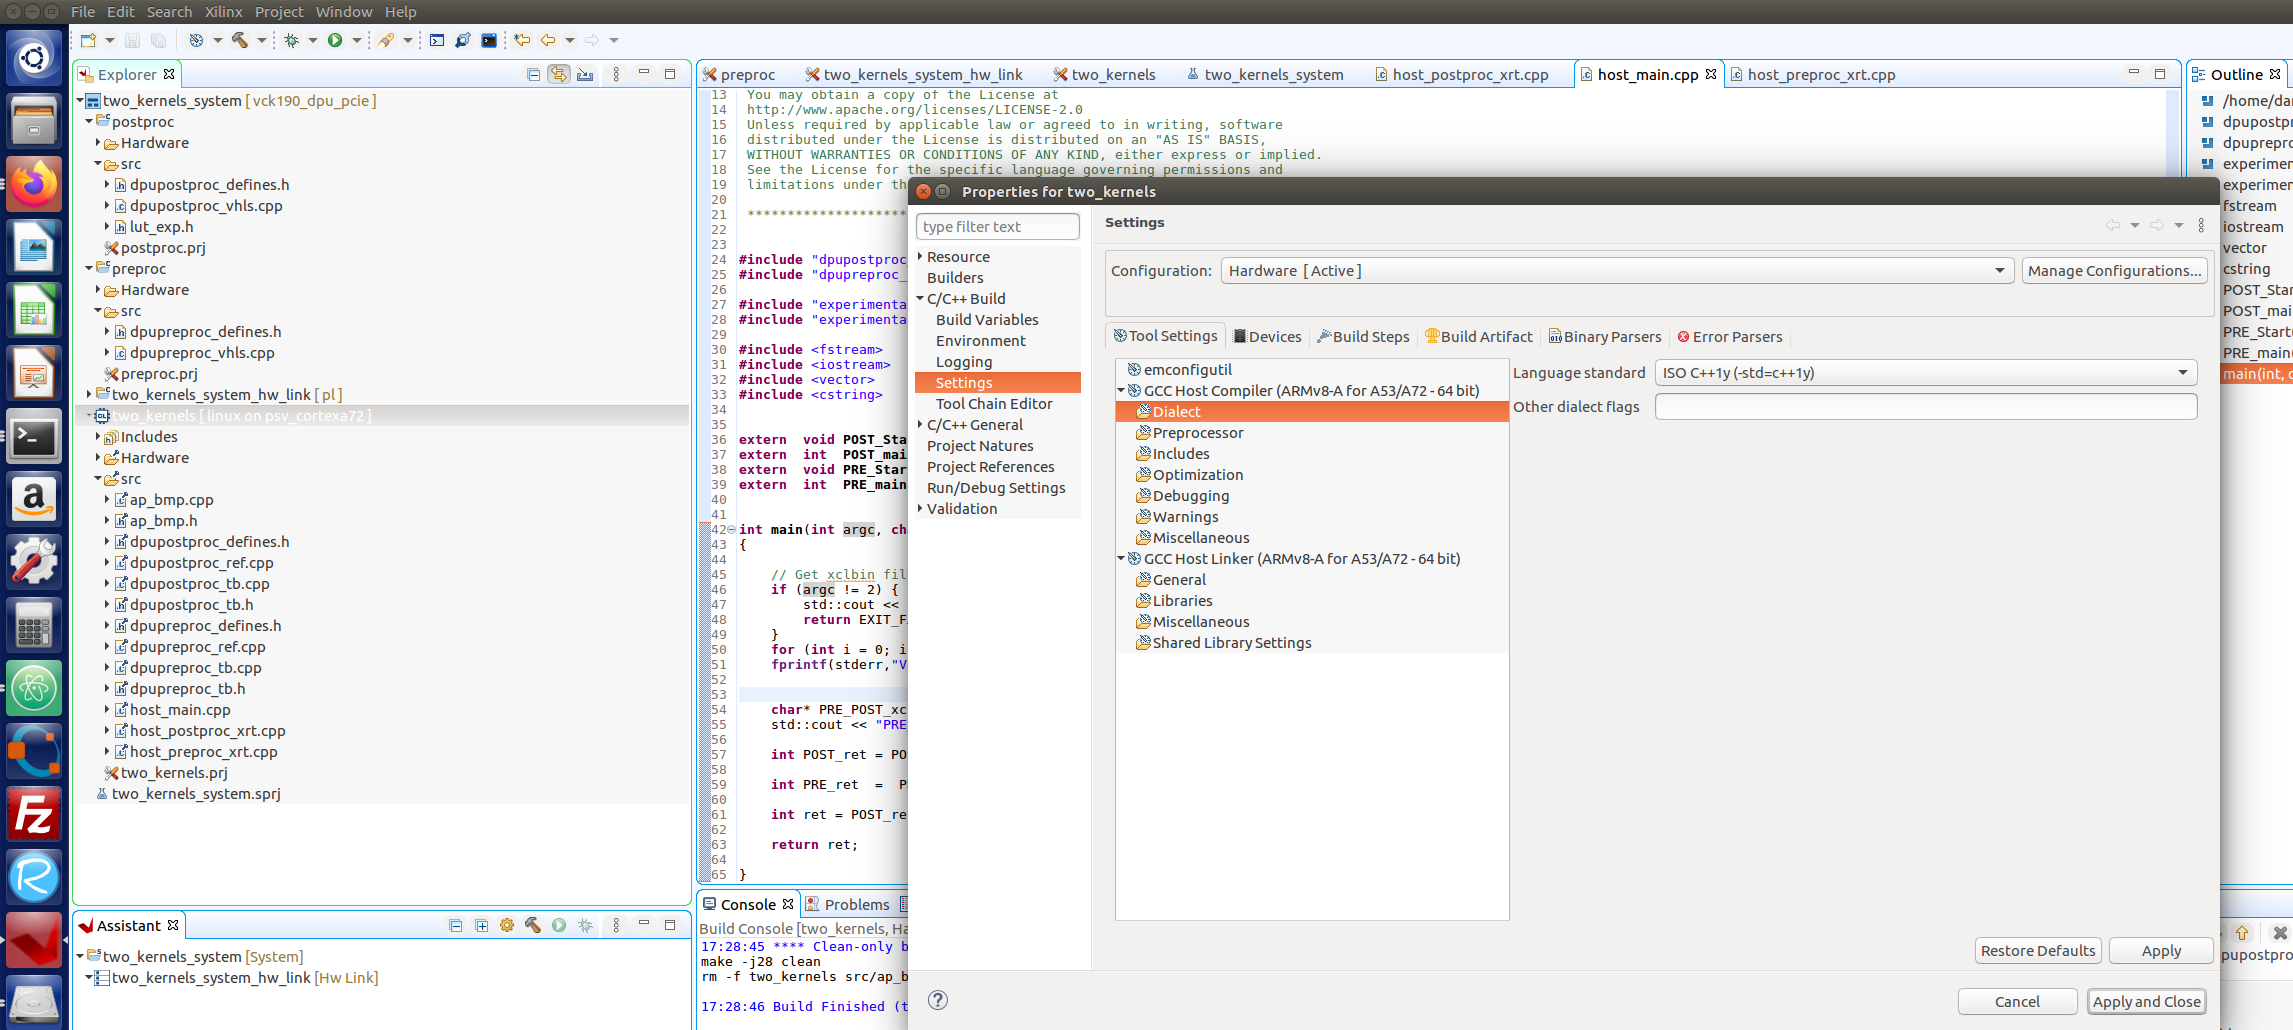 File Edit Search Xilinx Project Window Help
Explorer
two_kernels_system [ vck190_dpu_pcie ]
postproc
Hardware
src
dpupostproc_defines.h
dpupostproc_vhls.cpp
lut_exp.h
postproc.prj
preproc
Hardware
src
dpupreproc_defines.h
dpupreproc_vhls.cpp
preproc.prj
two_kernels_system_hw_link [ pl ]
two_kernels [ linux on psv_cortexa72 ]
Includes
Hardware
src
ap_bmp.cpp
ap_bmp.h
dpupostproc_defines.h
dpupostproc_ref.cpp
dpupostproc_tb.cpp
dpupostproc_tb.h
dpupreproc_defines.h
dpupreproc_ref.cpp
dpupreproc_tb.cpp
dpupreproc_tb.h
host_main.cpp
host_postproc_xrt.cpp
host_preproc_xrt.cpp
two_kernels.prj
two_kernels_system.sprj
Assistant
two_kernels_system [System]
two_kernels_system_hw_link [Hw Link]
preproc two_kernels_system_hw_link two_kernels two_kernels_system host_postproc_xrt.cpp host_main.cpp host_preproc_xrt.cpp
13 You may obtain a copy of the License at
14 http://www.apache.org/licenses/LICENSE-2.0
15 Unless required by applicable law or agreed to in writing, software
16 distributed under the License is distributed on an "AS IS" BASIS,
17 WITHOUT WARRANTIES OR CONDITIONS OF ANY KIND, either express or implied.
18 See the License for the specific language governing permissions and
19 limitations under th
20
21 ********************
22
23
24 #include "dpupostproc_
25 #include "dpupreproc_
26
27 #include "experimenta
28 #include "experimenta
29
30 #include <fstream>
31 #include <iostream>
32 #include <vector>
33 #include <cstring>
34
35
36 extern void POST_Sta
37 extern int POST_mai
38 extern void PRE_Star
39 extern int PRE_main
40
41
42 int main(int argc, cha
43 {
44
45 // Get xclbin fil
46 if (argc != 2) {
47 std::cout <<
48 return EXIT_F
49 }
50 for (int i = 0; i
51 fprintf(stderr,"V
52
53
54 char* PRE_POST_xc
55 std::cout << "PRE_
56
57 int POST_ret = PO
58
59 int PRE_ret = P
60
61 int ret = POST_re
62
63 return ret;
64
65 }
Console Problems
Build Console [two_kernels, Ha
17:28:45 **** Clean-only b
make -j28 clean
rm -f two_kernels src/ap_b
17:28:46 Build Finished (t
Properties for two_kernels
type filter text
Resource
Builders
C/C++ Build
Build Variables
Environment
Logging
Settings
Tool Chain Editor
C/C++ General
Project Natures
Project References
Run/Debug Settings
Validation
Settings
Configuration: Hardware [ Active ] Manage Configurations...
Tool Settings Devices Build Steps Build Artifact Binary Parsers Error Parsers
emconfigutil
GCC Host Compiler (ARMv8-A for A53/A72 - 64 bit)
Dialect
Preprocessor
Includes
Optimization
Debugging
Warnings
Miscellaneous
GCC Host Linker (ARMv8-A for A53/A72 - 64 bit)
General
Libraries
Miscellaneous
Shared Library Settings
Language standard ISO C++1y (-std=c++1y)
Other dialect flags
Restore Defaults Apply
Cancel Apply and Close
Outline
/home/da
dpupostpr
dpuprepro
experimen
experimen
fstream
iostream
vector
cstring
POST_Star
POST_mai
PRE_Start(
PRE_main(
main(int, c
pupostpro